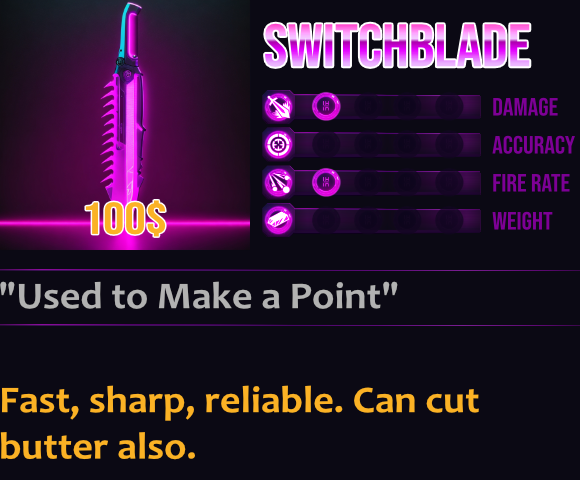 SWITCHBLADE
DAMAGE
ACCURACY
FIRE RATE
WEIGHT
100$
"Used to Make a Point"
Fast, sharp, reliable. Can cut
butter also.